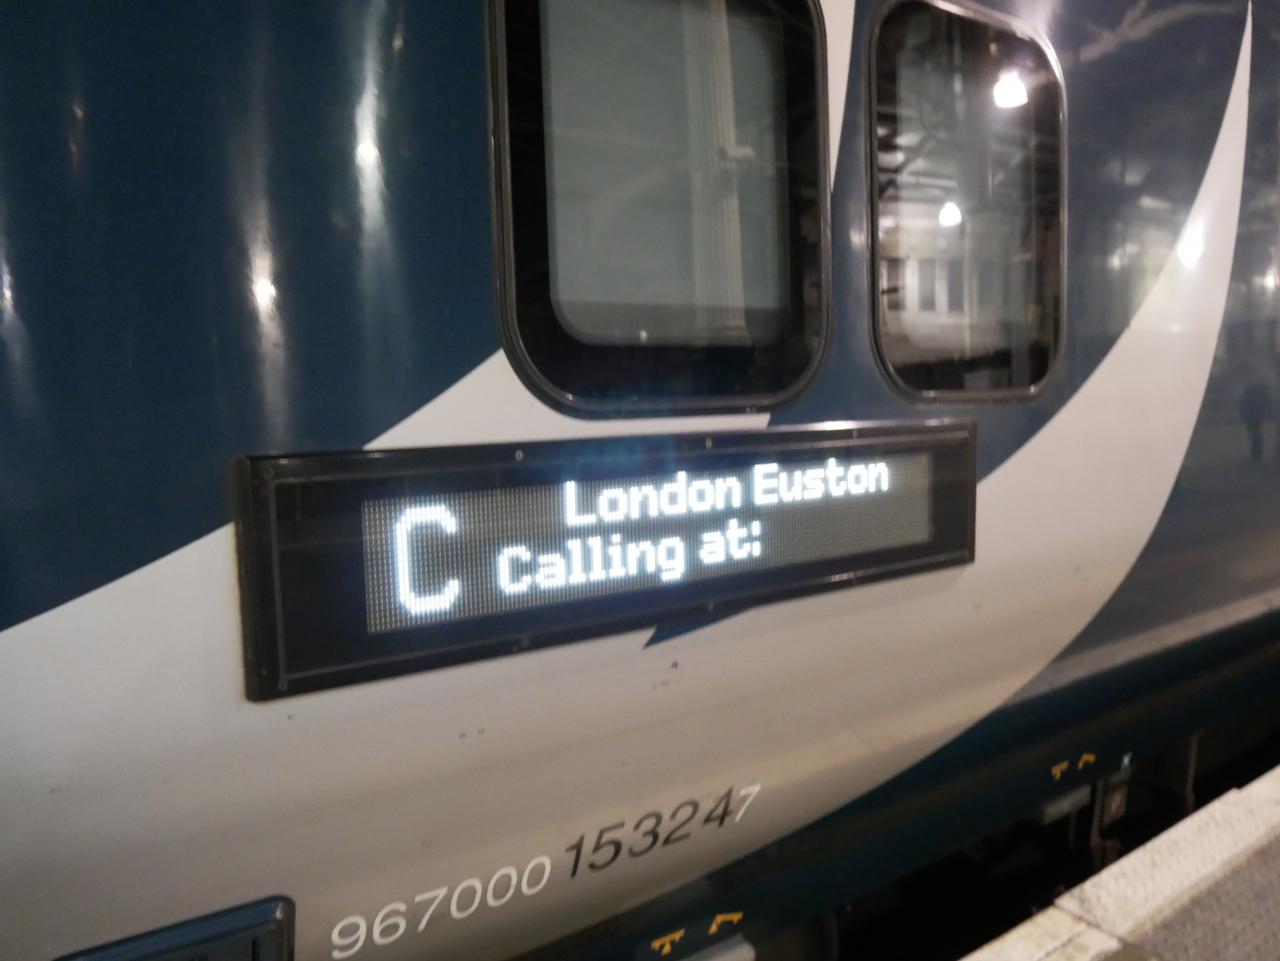 C
London Euston
Calling at:
967000153247